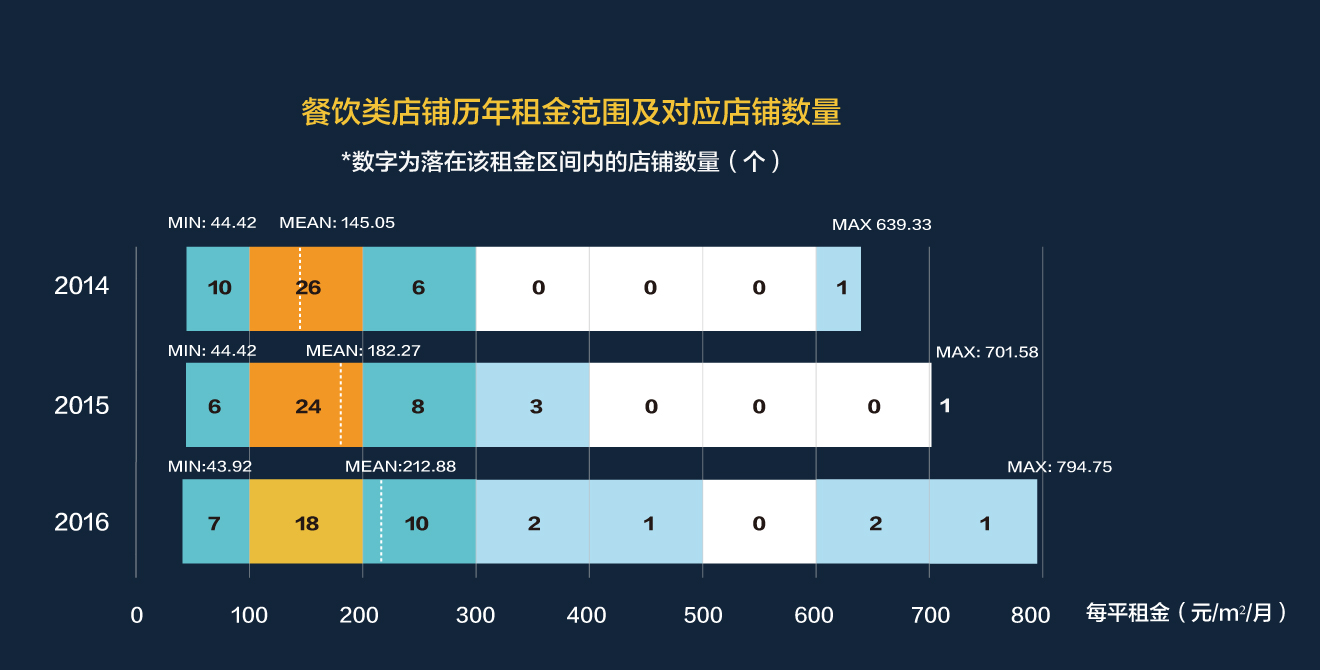 餐饮类店铺历年租金范围及对应店铺数量
*数字为落在该租金区间内的店铺数量（个）
MIN: 44.42 MEAN: 145.05 MAX 639.33
2014 10 26 6 0 0 0 1
MIN: 44.42 MEAN: 182.27 MAX: 701.58
2015 6 24 8 3 0 0 0 1
MIN:43.92 MEAN:212.88 MAX: 794.75
2016 7 18 10 2 1 0 2 1
0 100 200 300 400 500 600 700 800 每平租金（元/m²/月）